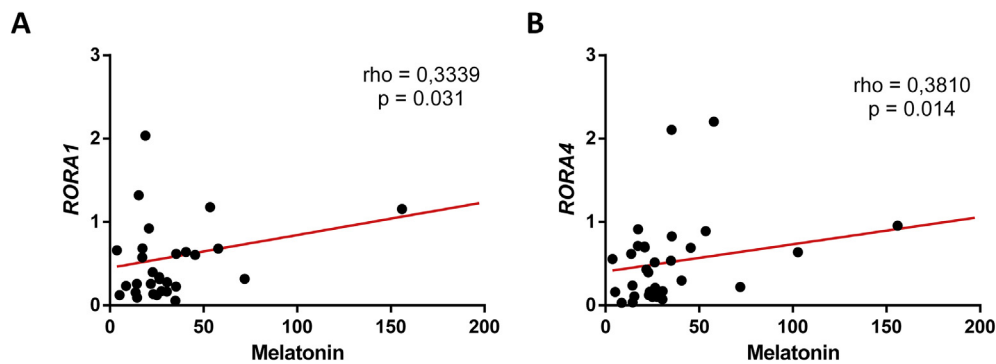 A
B
3
2
1
0
RORA1
rho = 0,3339
p = 0.031
0
50
100
150
200
Melatonin
3
2
1
0
RORA4
rho = 0,3810
p = 0.014
0
50
100
150
200
Melatonin